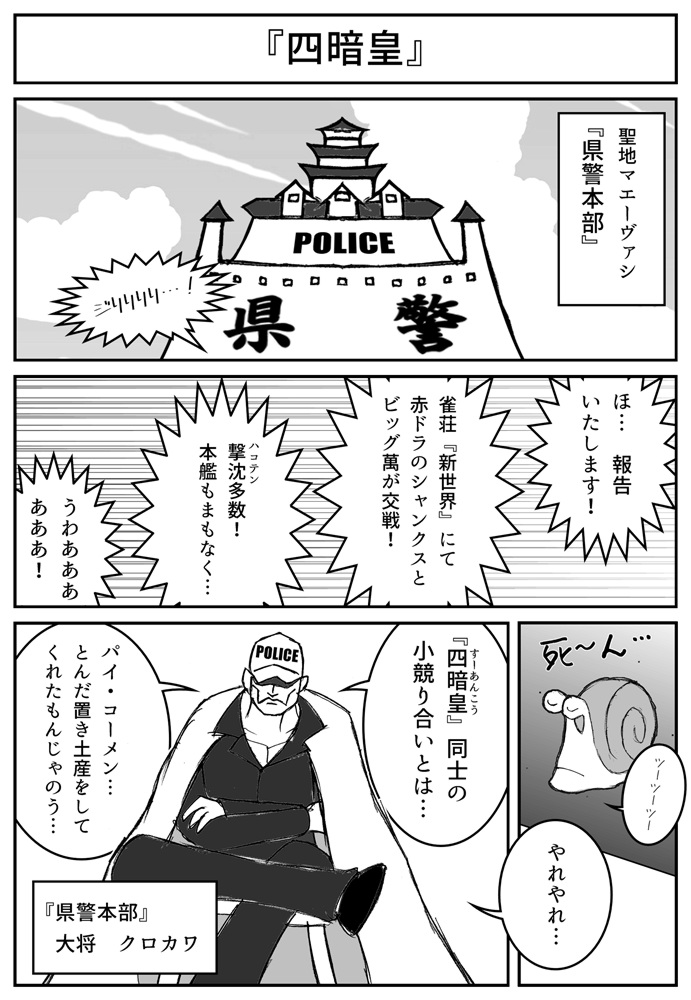 『四暗皇』
聖地マエーヴァシ
『県警本部』
POLICE
県 警
ジリリリリ…!
ほ… 報告
いたします!
雀荘『新世界』にて
赤ドラのシャンクスと
ビッグ萬が交戦!
撃沈多数!
ハコテン
本艦もまもなく…
うわあああ
あああ!
死〜ん…
ツーツーツー
やれやれ…
『四暗皇』同士の
すーあんこう
小競り合いとは…
POLICE
パイ・コーメン…
とんだ置き土産をして
くれたもんじゃのう…
『県警本部』
大将 クロカワ